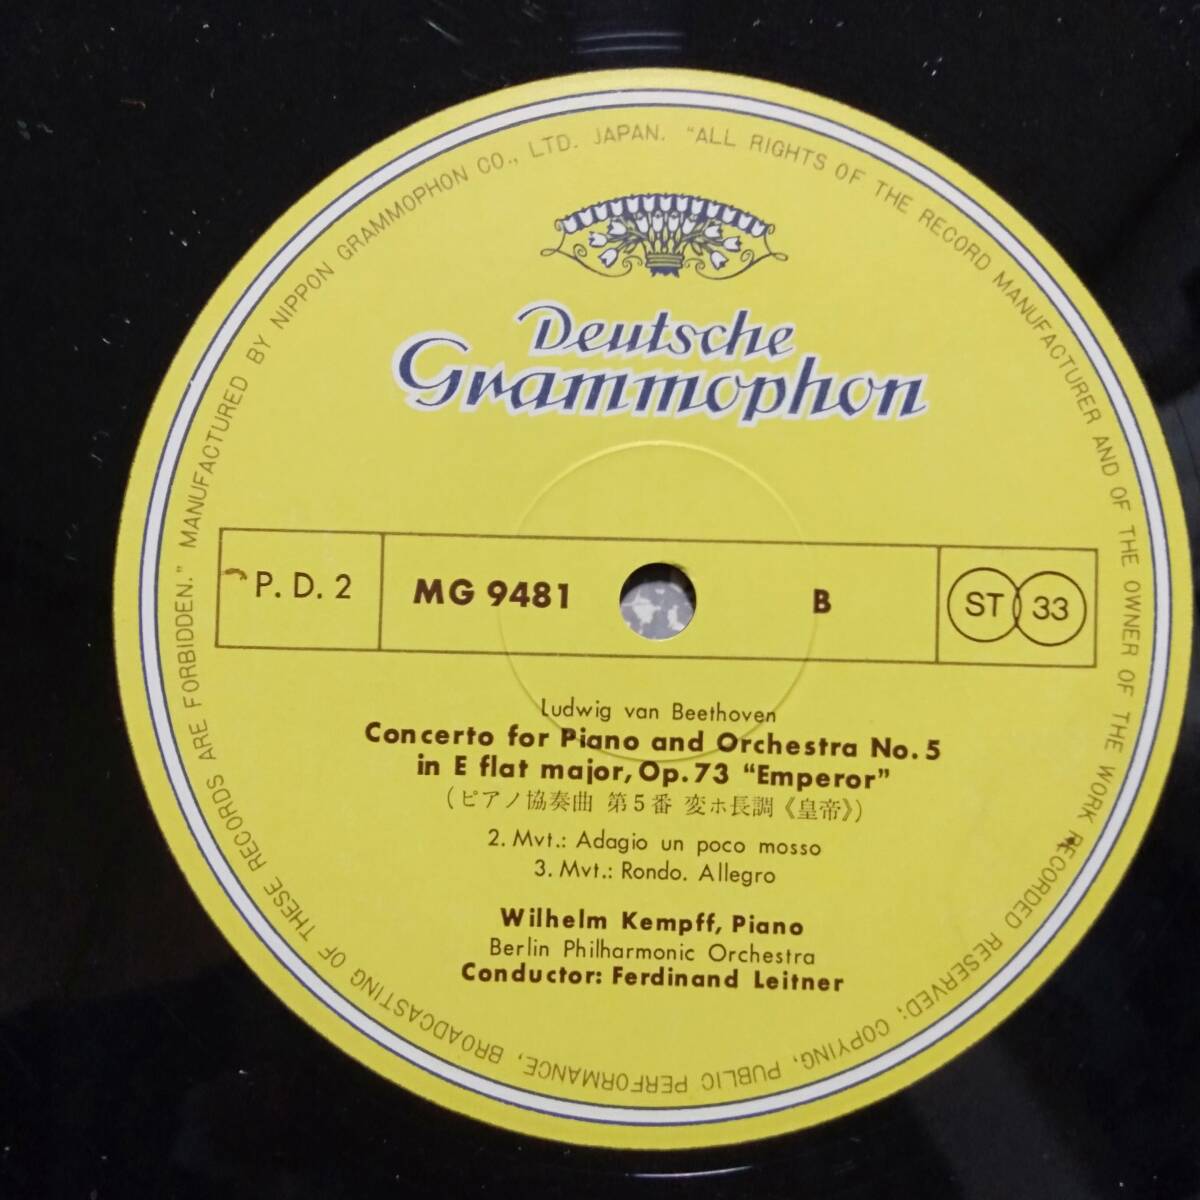 MANUFACTURED BY NIPPON GRAMMOPHON CO., LTD. JAPAN. "ALL RIGHTS OF THE RECORD MANUFACTURER AND OF THE OWNER OF THE WORK RECORDED RESERVED; COPYING, PUBLIC PERFORMANCE, BROADCASTING OF THESE RECORDS ARE FORBIDDEN."
Deutsche
Grammophon
P. D. 2 MG 9481 B ST 33
Ludwig van Beethoven
Concerto for Piano and Orchestra No. 5
in E flat major, Op. 73 "Emperor"
(ピアノ協奏曲 第5番 変ホ長調《皇帝》)
2. Mvt.: Adagio un poco mosso
3. Mvt.: Rondo. Allegro
Wilhelm Kempff, Piano
Berlin Philharmonic Orchestra
Conductor: Ferdinand Leitner